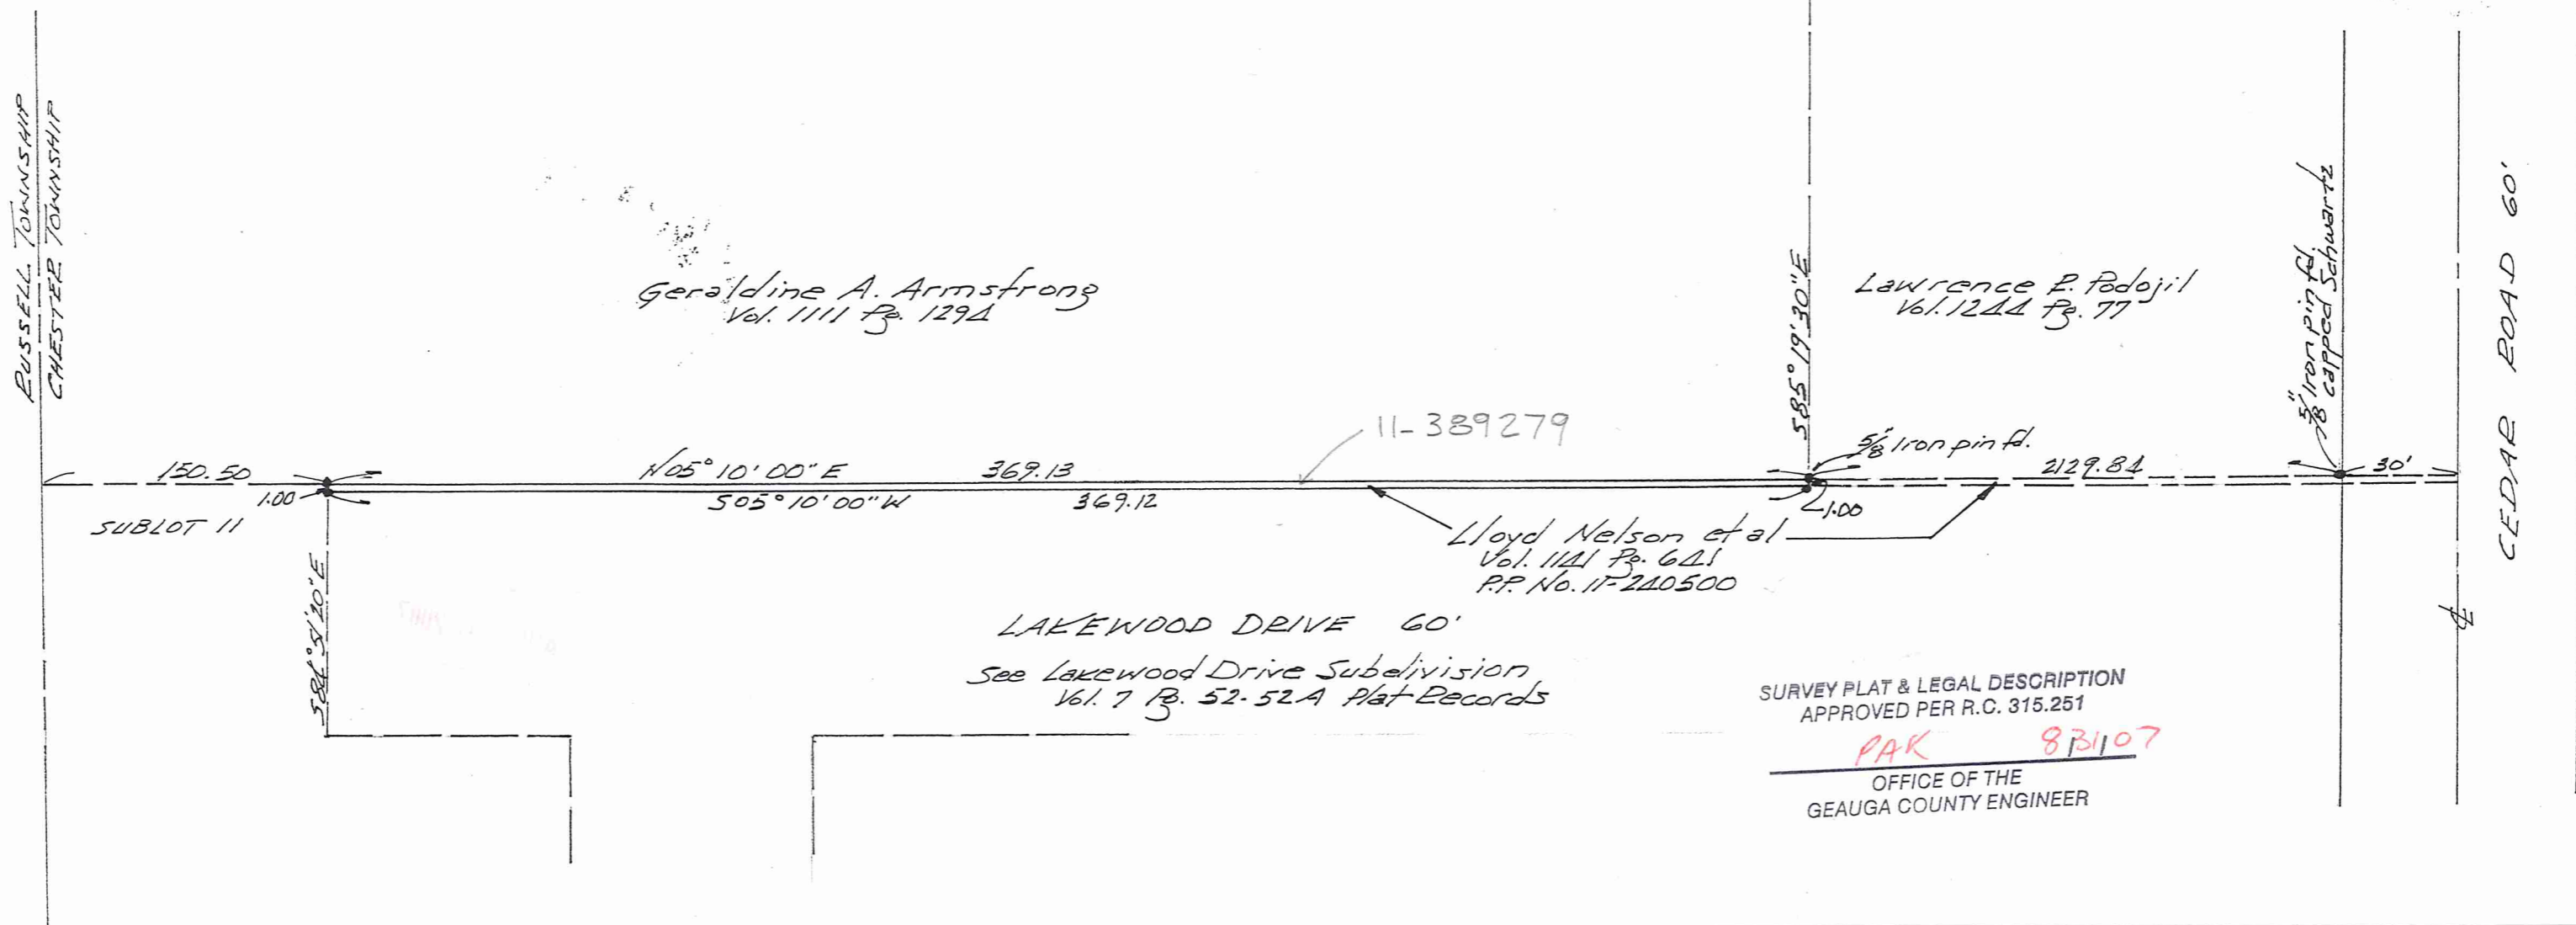 RUSSELL TOWNSHIP
CHESTER TOWNSHIP
Geraldine A. Armstrong
Vol. 1111 Pg. 1294
S85° 19' 30" E
Lawrence E. Podojil
Vol. 1244 Pg. 77
5/8" Iron pin fd.
capped Schwartz
CEDAR ROAD 60'
11-389279
5/8" Iron pin fd.
150.50
N05° 10' 00" E 369.13
2129.84
30'
1.00
S05° 10' 00" W 369.12
1.00
SUBLOT 11
Lloyd Nelson et al
Vol. 1141 Pg. 641
P.P. No. 11-240500
S84° 51' 20" E
LAKEWOOD DRIVE 60'
See Lakewood Drive Subdivision
Vol. 7 Pg. 52-52A Plat Records
SURVEY PLAT & LEGAL DESCRIPTION
APPROVED PER R.C. 315.251
PAK 8/31/07
OFFICE OF THE
GEAUGA COUNTY ENGINEER